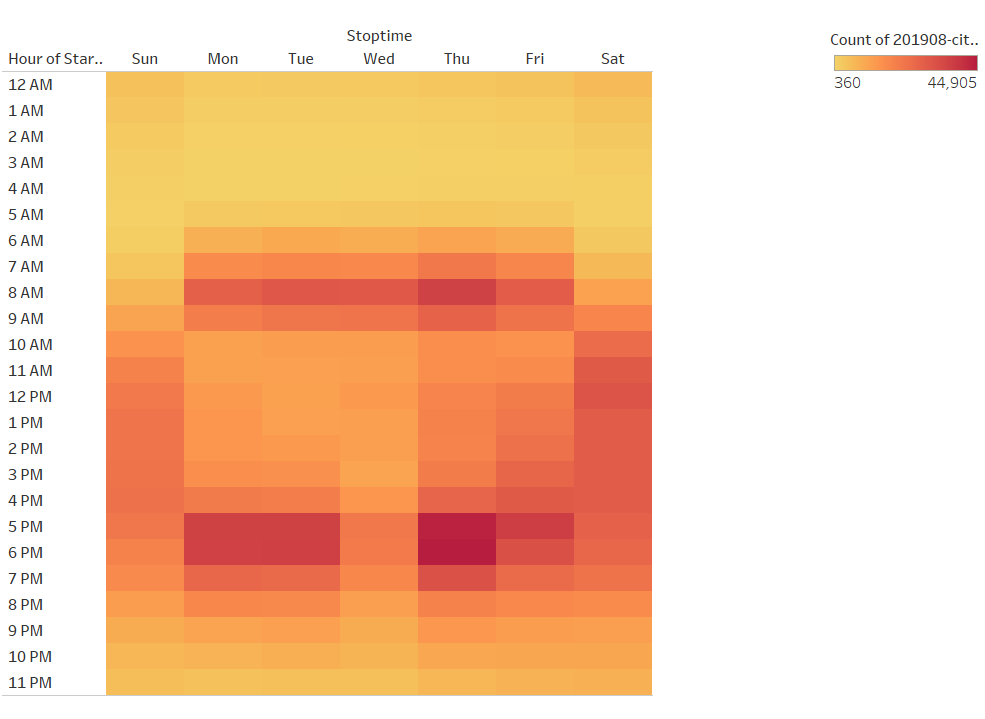 Stoptime
Hour of Star.. Sun Mon Tue Wed Thu Fri Sat
12 AM
1 AM
2 AM
3 AM
4 AM
5 AM
6 AM
7 AM
8 AM
9 AM
10 AM
11 AM
12 PM
1 PM
2 PM
3 PM
4 PM
5 PM
6 PM
7 PM
8 PM
9 PM
10 PM
11 PM
Count of 201908-cit..
360 44,905